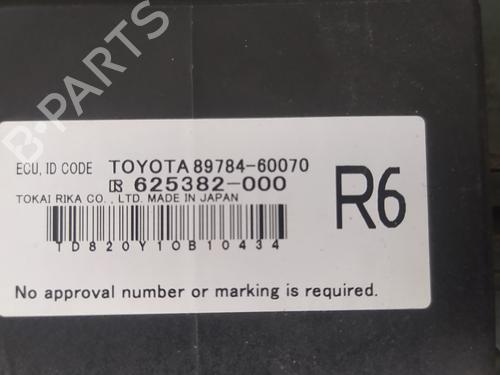 B-PARTS
ECU, ID CODE TOYOTA 89784-60070
R 625382-000
TOKAI RIKA CO., LTD. MADE IN JAPAN
R6
TD820Y10B10434
No approval number or marking is required.